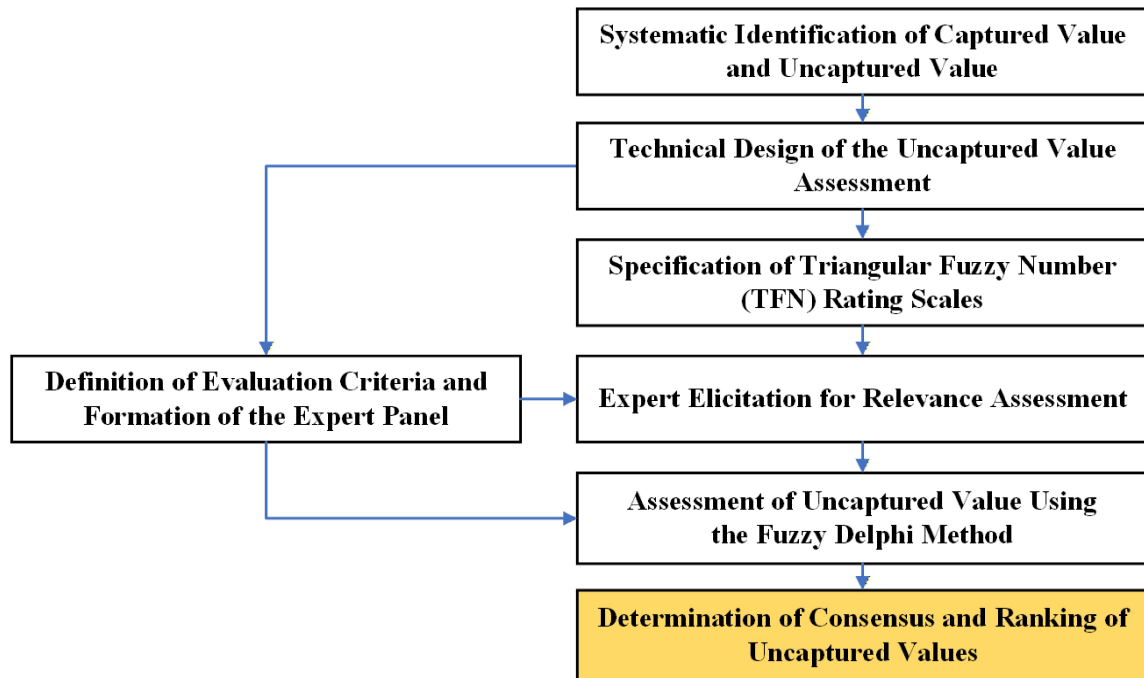 Systematic Identification of Captured Value
and Uncaptured Value
Technical Design of the Uncaptured Value
Assessment
Specification of Triangular Fuzzy Number
(TFN) Rating Scales
Definition of Evaluation Criteria and
Formation of the Expert Panel
Expert Elicitation for Relevance Assessment
Assessment of Uncaptured Value Using
the Fuzzy Delphi Method
Determination of Consensus and Ranking of
Uncaptured Values